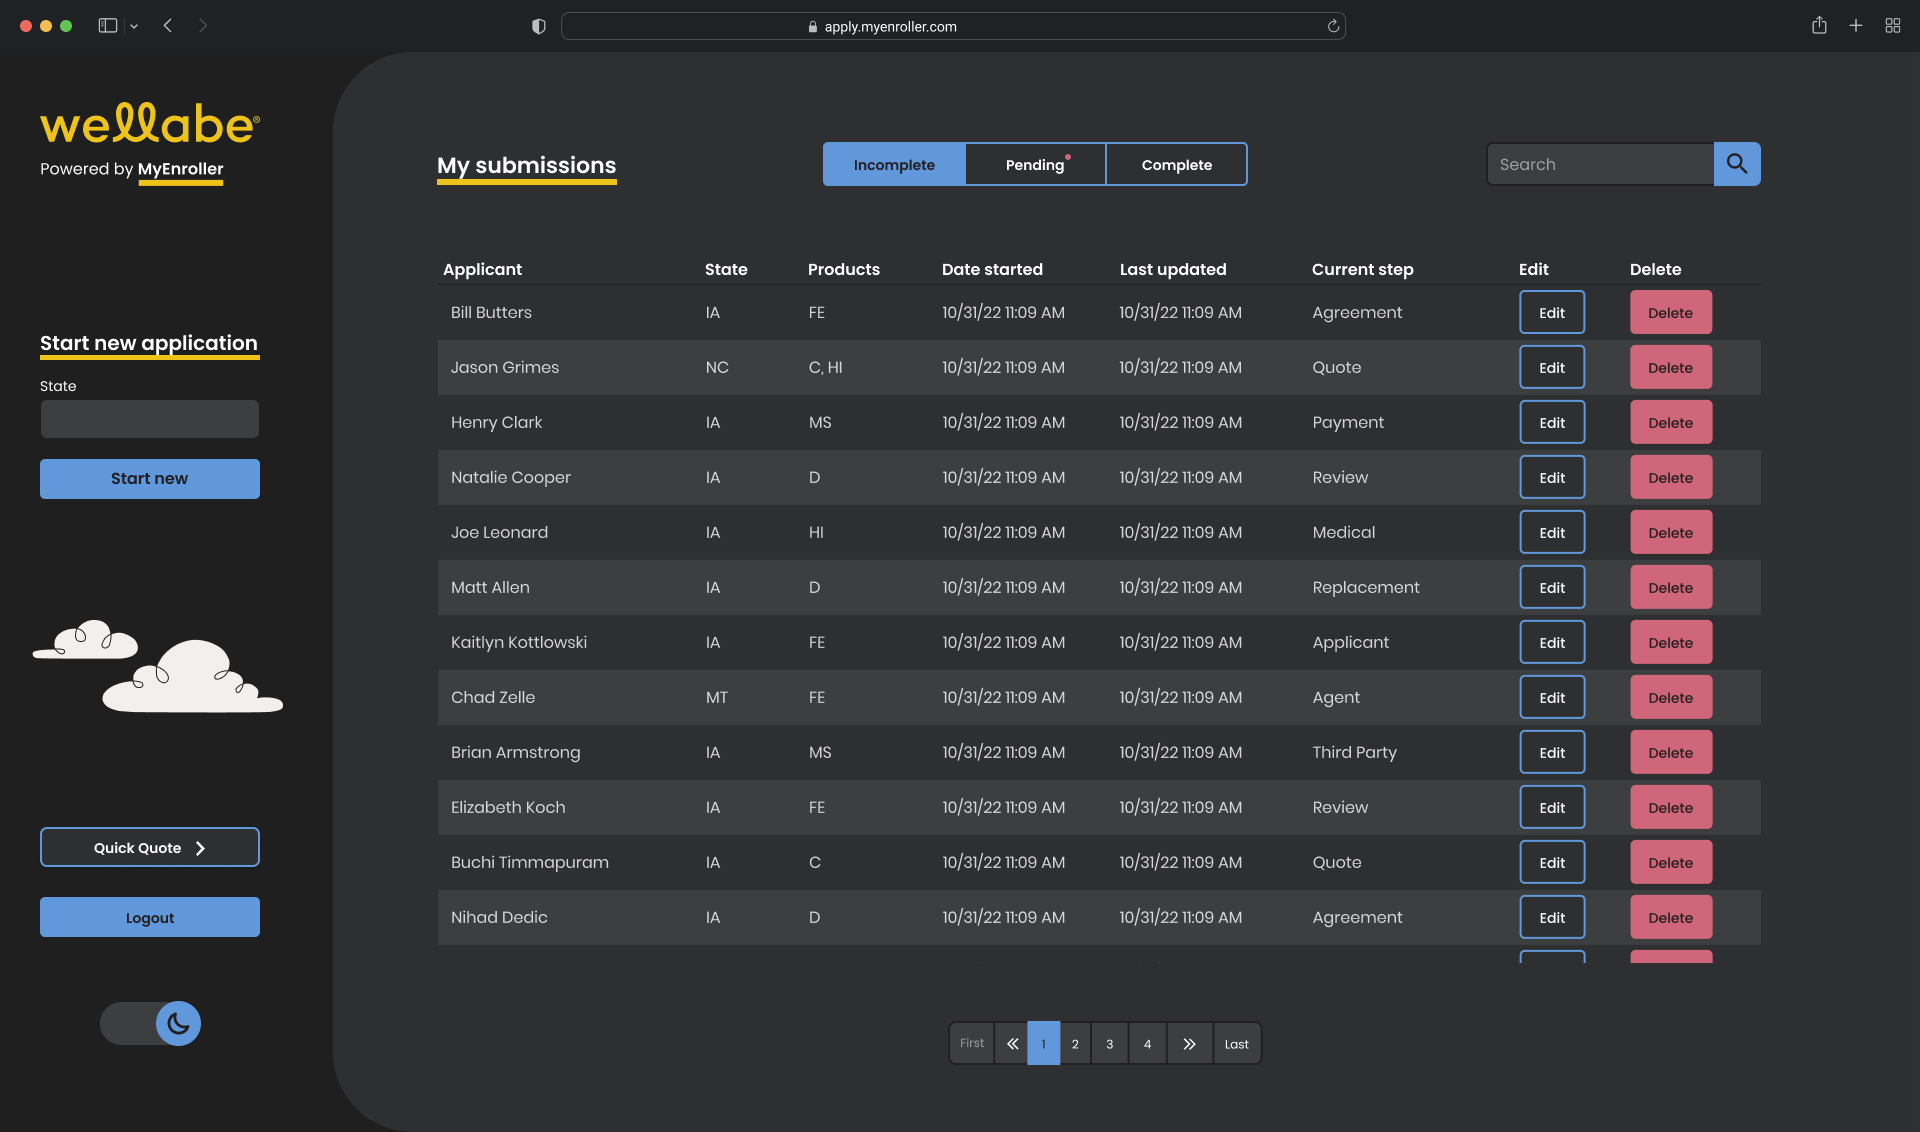 apply.myenroller.com
wellabe®
Powered by MyEnroller
My submissions
Incomplete
Pending
Complete
Search
Start new application
State
Start new
Quick Quote
Logout
Applicant State Products Date started Last updated Current step Edit Delete
Bill Butters IA FE 10/31/22 11:09 AM 10/31/22 11:09 AM Agreement Edit Delete
Jason Grimes NC C, HI 10/31/22 11:09 AM 10/31/22 11:09 AM Quote Edit Delete
Henry Clark IA MS 10/31/22 11:09 AM 10/31/22 11:09 AM Payment Edit Delete
Natalie Cooper IA D 10/31/22 11:09 AM 10/31/22 11:09 AM Review Edit Delete
Joe Leonard IA HI 10/31/22 11:09 AM 10/31/22 11:09 AM Medical Edit Delete
Matt Allen IA D 10/31/22 11:09 AM 10/31/22 11:09 AM Replacement Edit Delete
Kaitlyn Kottlowski IA FE 10/31/22 11:09 AM 10/31/22 11:09 AM Applicant Edit Delete
Chad Zelle MT FE 10/31/22 11:09 AM 10/31/22 11:09 AM Agent Edit Delete
Brian Armstrong IA MS 10/31/22 11:09 AM 10/31/22 11:09 AM Third Party Edit Delete
Elizabeth Koch IA FE 10/31/22 11:09 AM 10/31/22 11:09 AM Review Edit Delete
Buchi Timmapuram IA C 10/31/22 11:09 AM 10/31/22 11:09 AM Quote Edit Delete
Nihad Dedic IA D 10/31/22 11:09 AM 10/31/22 11:09 AM Agreement Edit Delete
First 1 2 3 4 Last